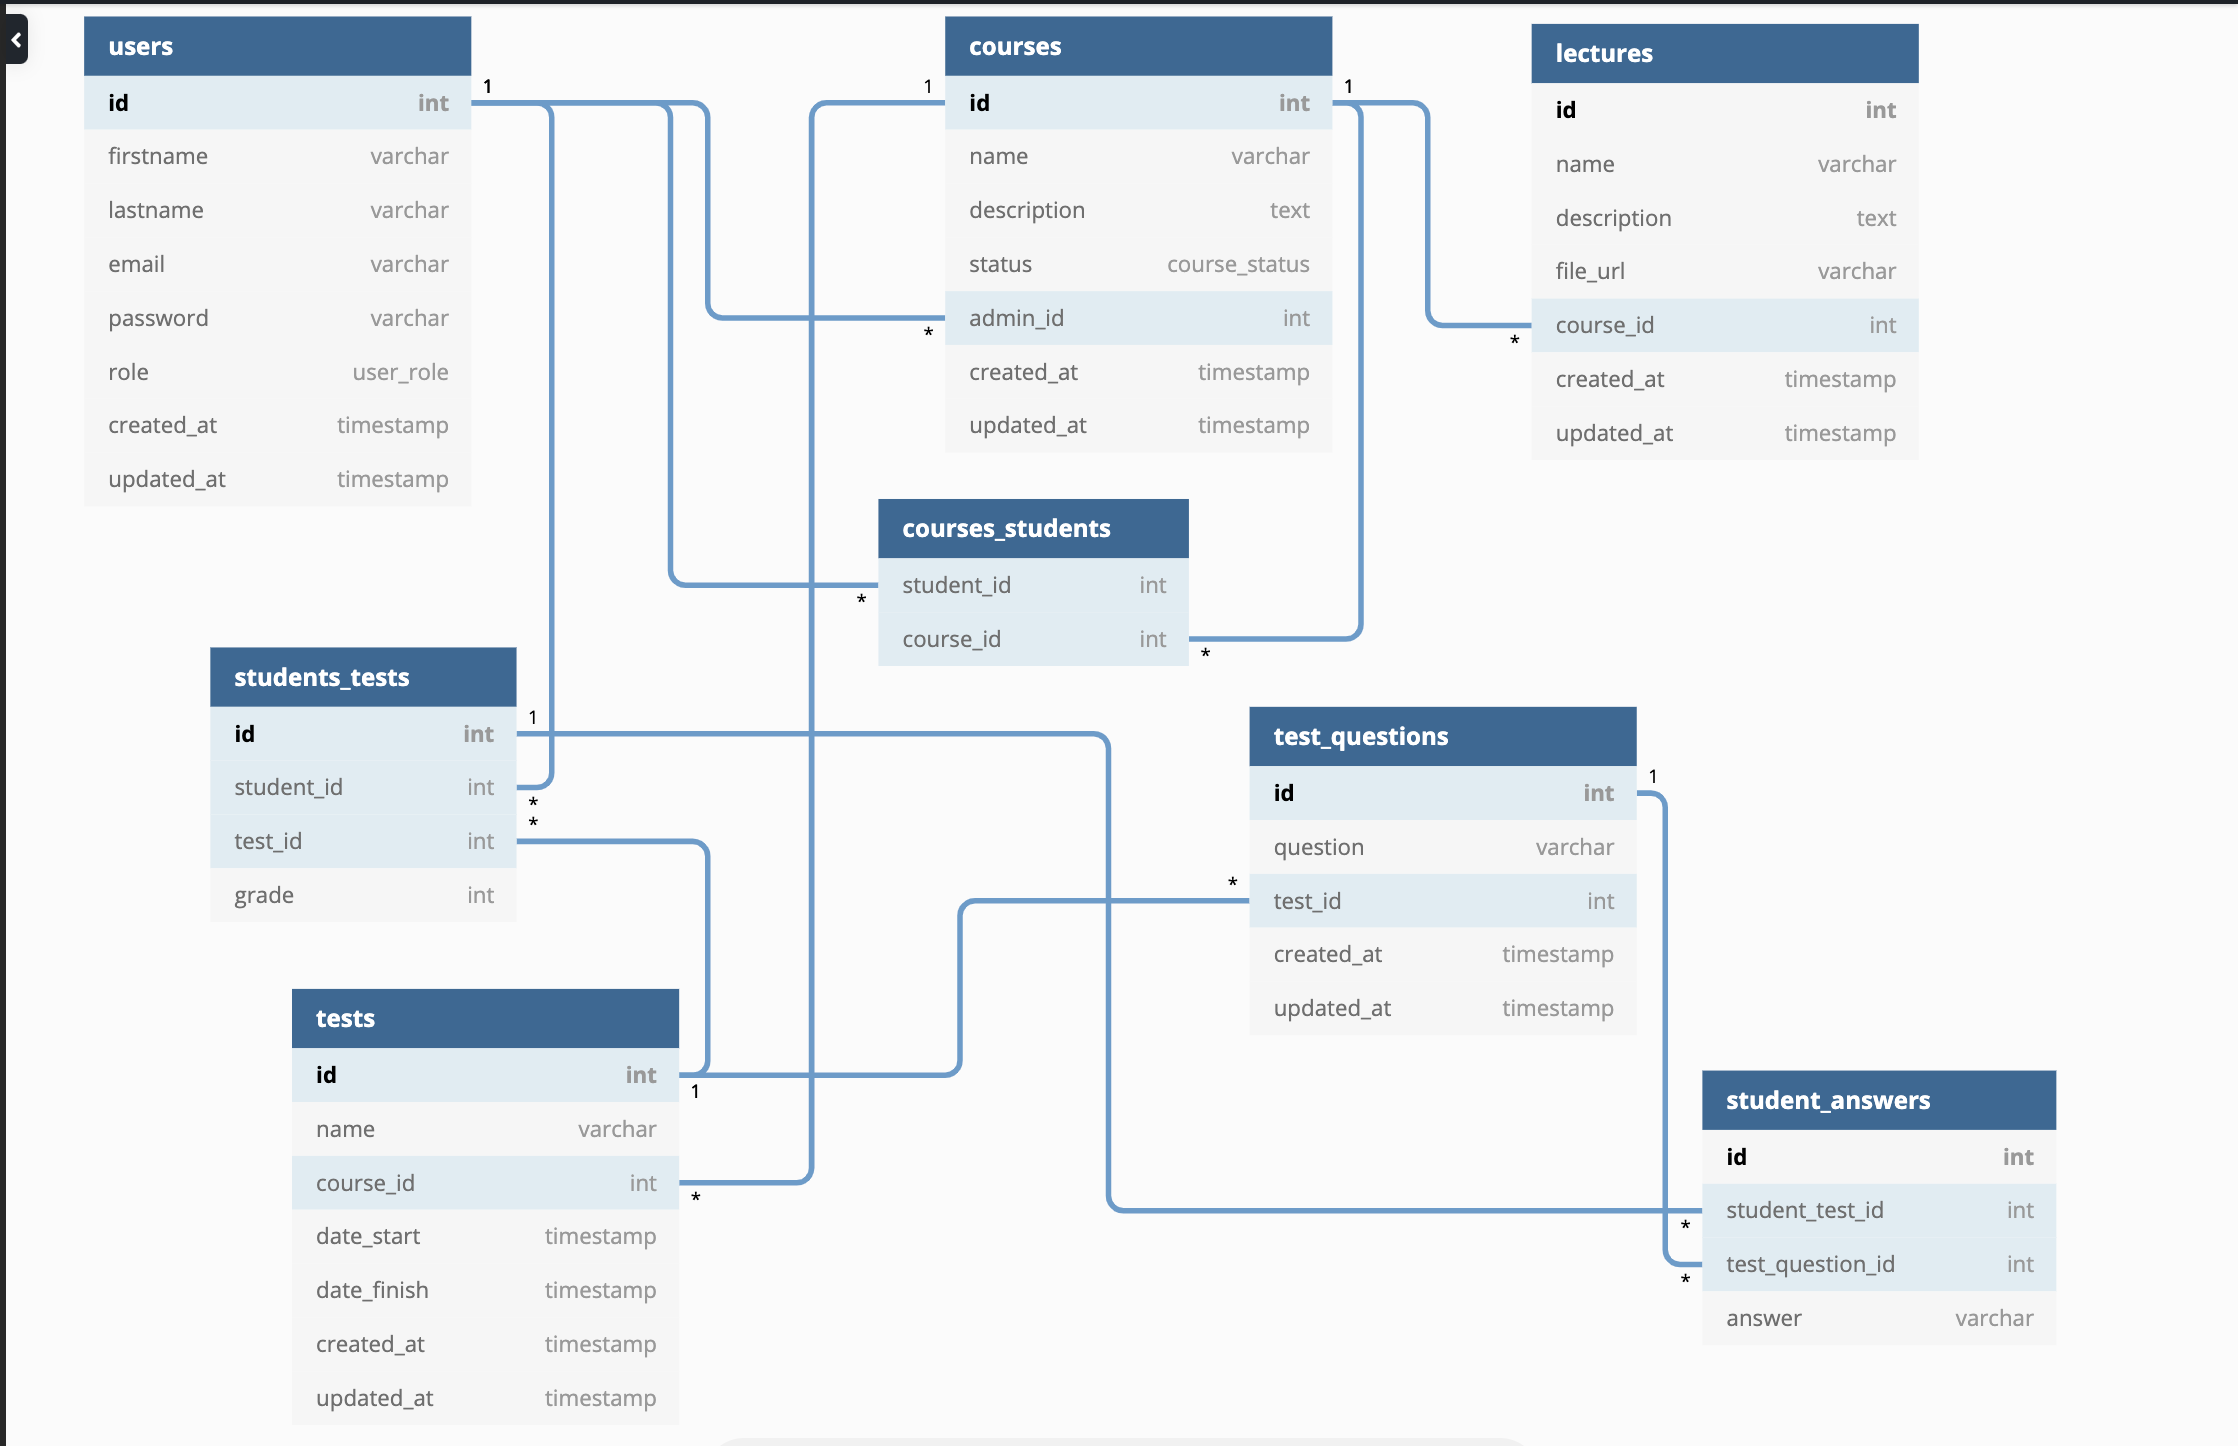 users
id int
firstname varchar
lastname varchar
email varchar
password varchar
role user_role
created_at timestamp
updated_at timestamp
1
courses
1
id int
1
name varchar
description text
status course_status
admin_id int
*
created_at timestamp
updated_at timestamp
lectures
id int
name varchar
description text
file_url varchar
course_id int
*
created_at timestamp
updated_at timestamp
courses_students
student_id int
*
course_id int
*
students_tests
1
id int
student_id int
*
*
test_id int
grade int
test_questions
1
id int
question varchar
*
test_id int
created_at timestamp
updated_at timestamp
tests
id int
1
name varchar
course_id int
*
date_start timestamp
date_finish timestamp
created_at timestamp
updated_at timestamp
student_answers
id int
student_test_id int
*
test_question_id int
*
answer varchar